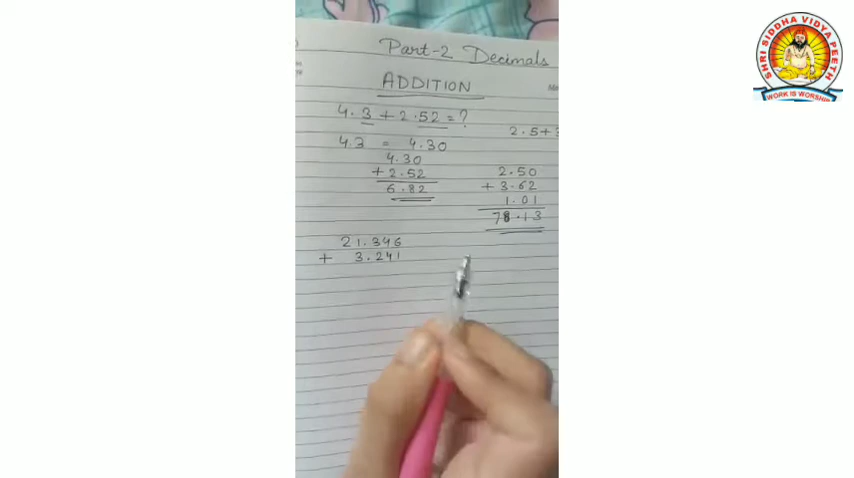 Part-2 Decimals
ADDITION
4.3 + 2.52 = ?
2.5+3
4.3 = 4.30
4.30
+ 2.52
6.82
2.50
+ 3.62
1.01
78.13
21.346
+ 3.241
SHRI SIDDHA VIDYA PEETH
WORK IS WORSHIP